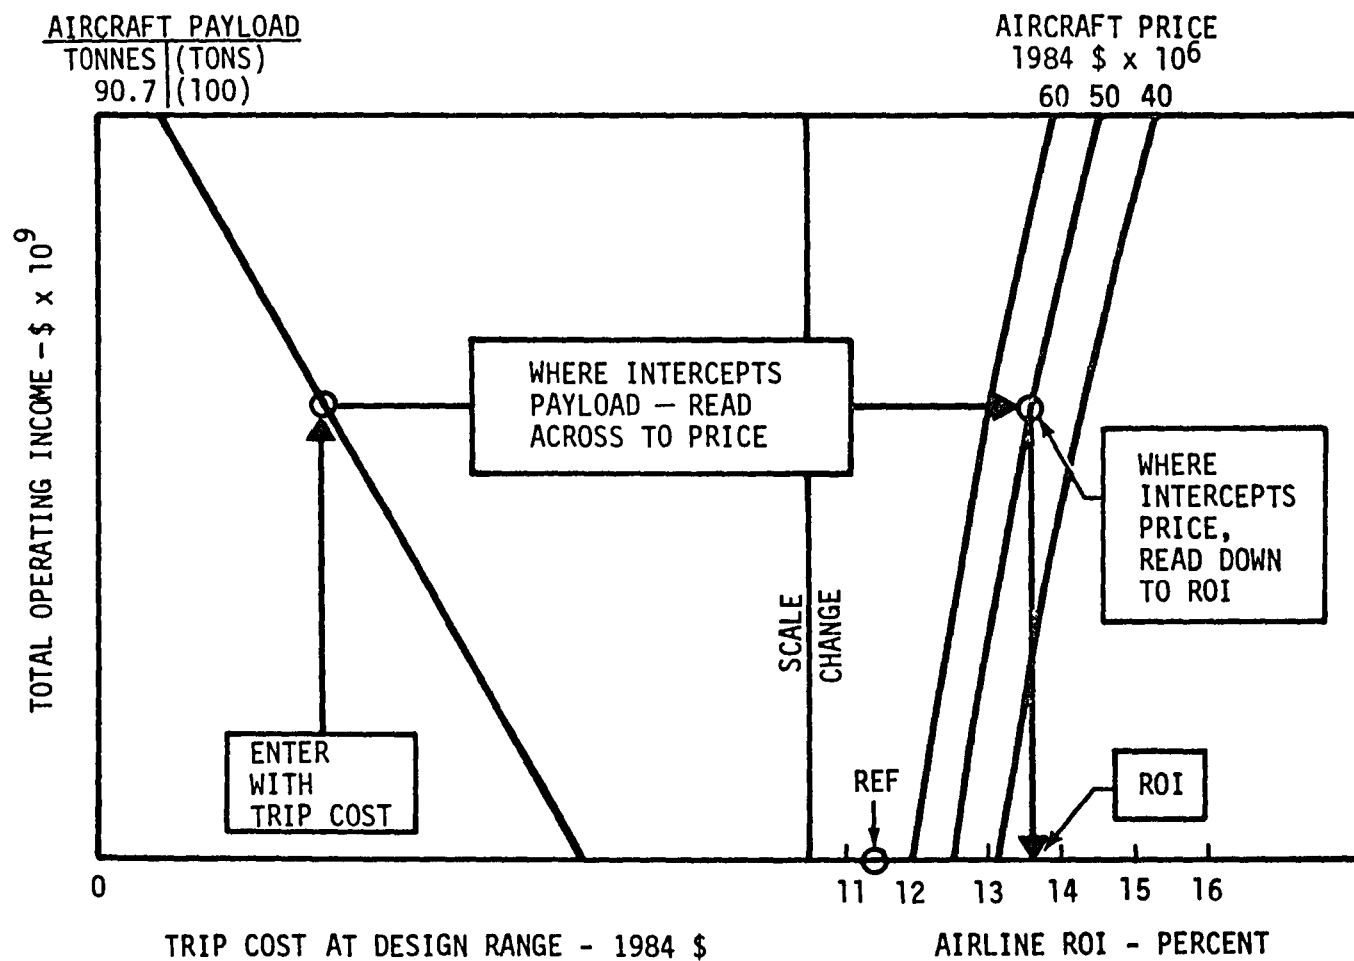 AIRCRAFT PAYLOAD
TONNES (TONS)
90.7 (100)
AIRCRAFT PRICE
1984 $ x 10⁶
60 50 40
TOTAL OPERATING INCOME – $ x 10⁹
WHERE INTERCEPTS
PAYLOAD – READ
ACROSS TO PRICE
WHERE
INTERCEPTS
PRICE,
READ DOWN
TO ROI
SCALE
CHANGE
ENTER
WITH
TRIP COST
REF
ROI
0
11 12 13 14 15 16
TRIP COST AT DESIGN RANGE - 1984 $
AIRLINE ROI - PERCENT